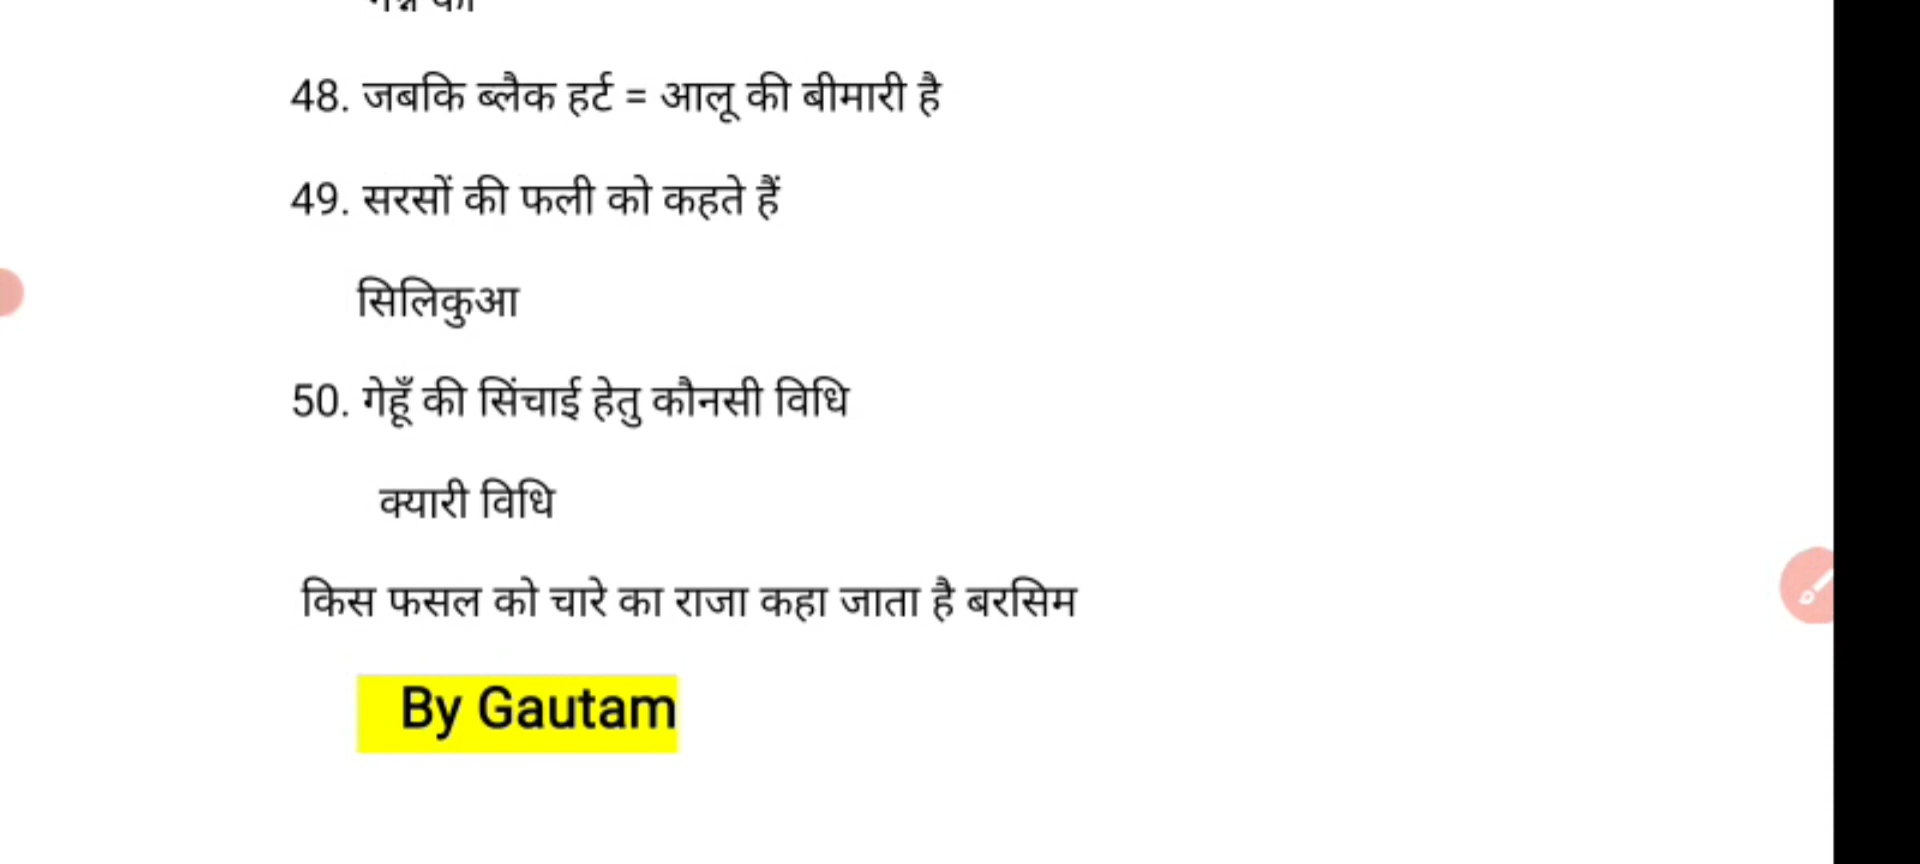 48. जबकि ब्लैक हर्ट = आलू की बीमारी है
49. सरसों की फली को कहते हैं
सिलिकुआ
50. गेहूँ की सिंचाई हेतु कौनसी विधि
क्यारी विधि
किस फसल को चारे का राजा कहा जाता है बरसिम
By Gautam